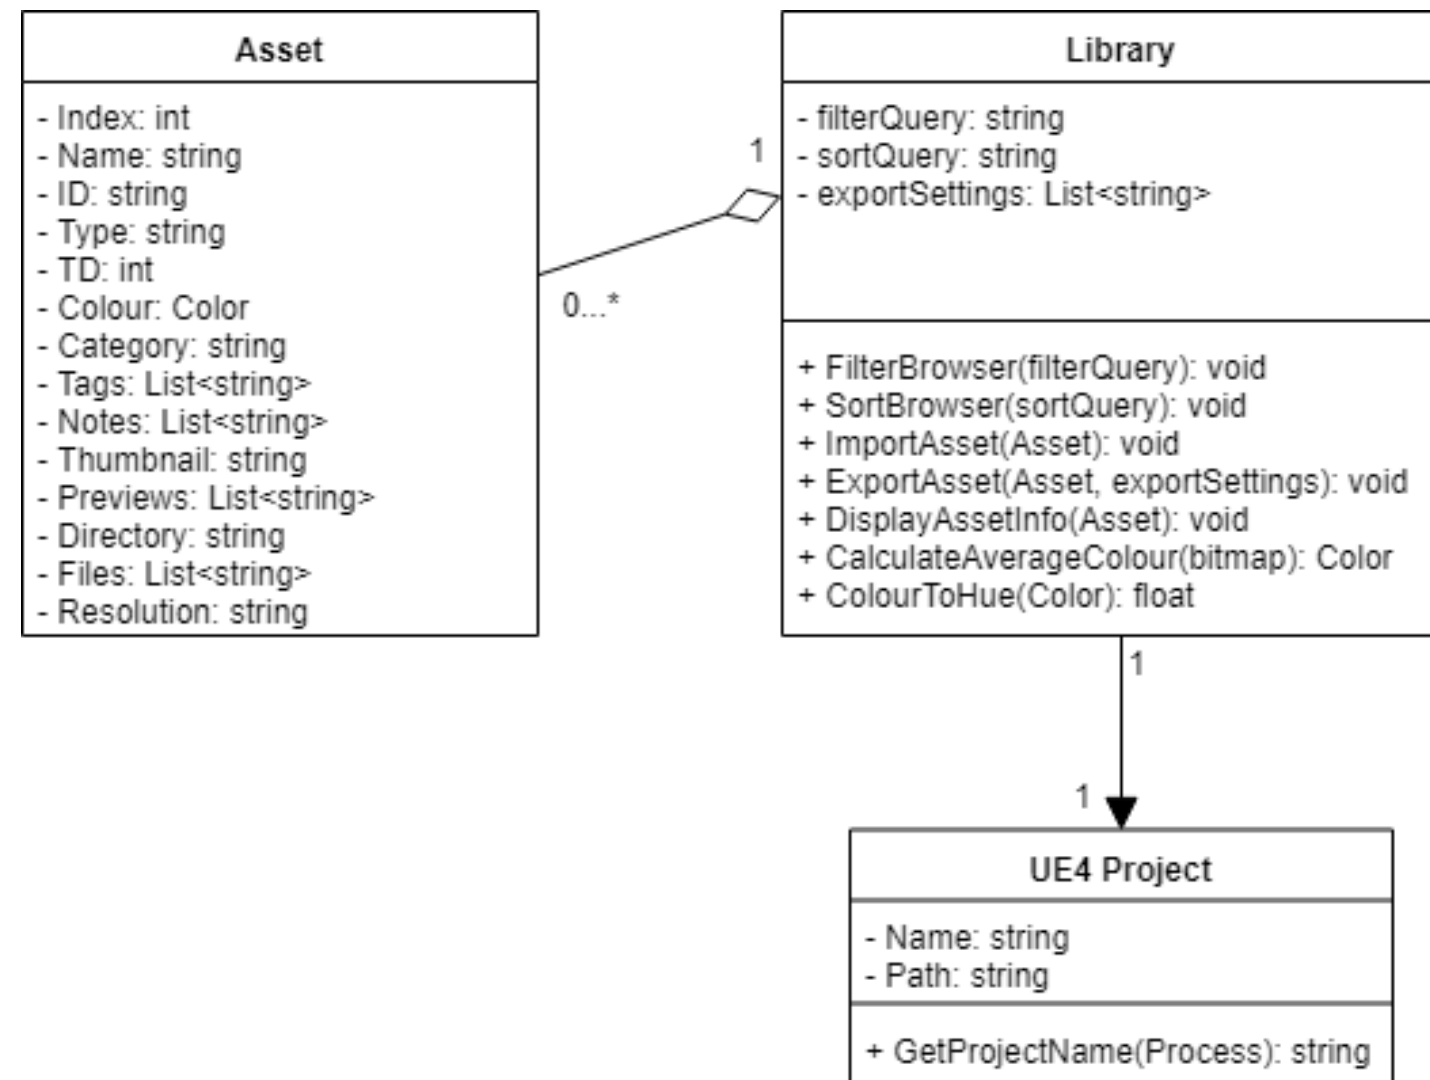 Asset
- Index: int
- Name: string
- ID: string
- Type: string
- TD: int
- Colour: Color
- Category: string
- Tags: List<string>
- Notes: List<string>
- Thumbnail: string
- Previews: List<string>
- Directory: string
- Files: List<string>
- Resolution: string
1
0...*
Library
- filterQuery: string
- sortQuery: string
- exportSettings: List<string>
+ FilterBrowser(filterQuery): void
+ SortBrowser(sortQuery): void
+ ImportAsset(Asset): void
+ ExportAsset(Asset, exportSettings): void
+ DisplayAssetInfo(Asset): void
+ CalculateAverageColour(bitmap): Color
+ ColourToHue(Color): float
1
1
UE4 Project
- Name: string
- Path: string
+ GetProjectName(Process): string